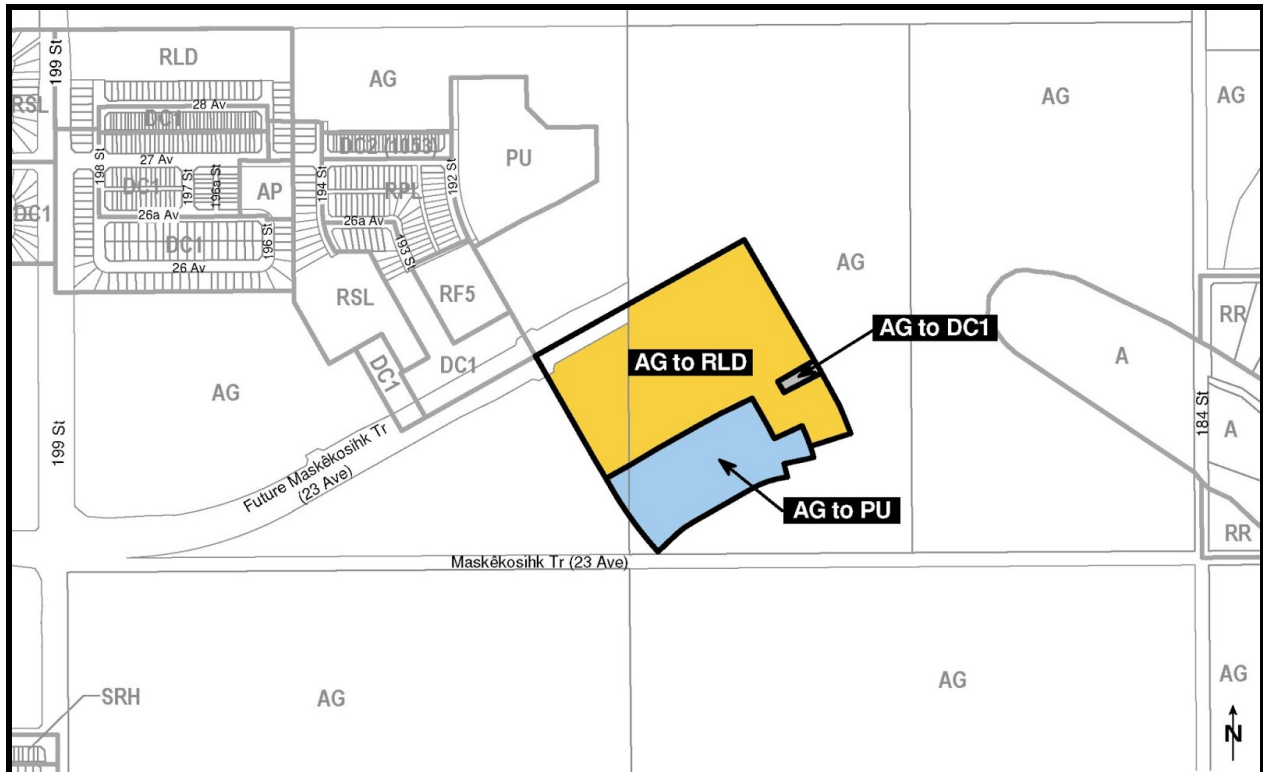 199 St
RLD
AG
AG
AG
RSL
28 Av
DC1
DC2 (1053)
PU
27 Av
198 St
DC1
197 St
196a St
AP
194 St
RPL
192 St
DC1
26a Av
26a Av
DC1
196 St
193 St
26 Av
AG
RSL
RF5
RR
AG to DC1
AG to RLD
A
DC1
DC1
AG
184 St
A
199 St
Future Maskêkosihk Tr
(23 Ave)
AG to PU
RR
Maskêkosihk Tr (23 Ave)
SRH
AG
AG
AG
N